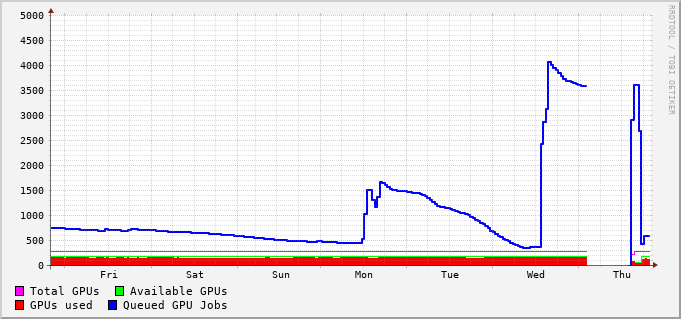 5000
4500
4000
3500
3000
2500
2000
1500
1000
500
0
Fri Sat Sun Mon Tue Wed Thu
Total GPUs Available GPUs
GPUs used Queued GPU Jobs
RRDTOOL / TOBI OETIKER